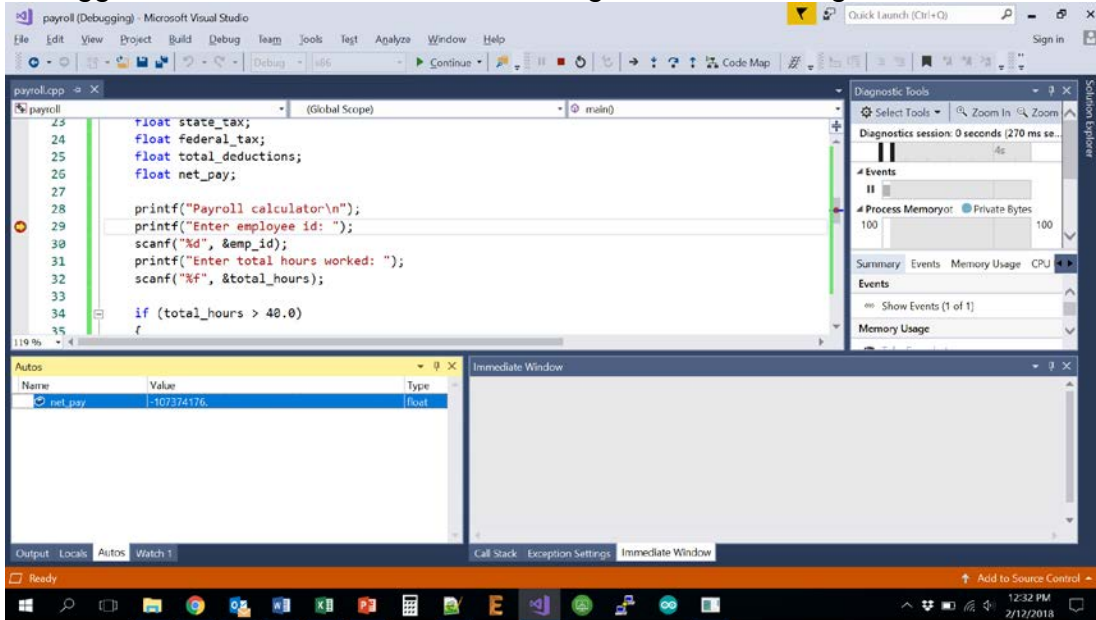 payroll (Debugging) - Microsoft Visual Studio
Quick Launch (Ctrl+Q)
File Edit View Project Build Debug Team Tools Test Analyze Window Help
Sign in
Debug x86 Continue Code Map
payroll.cpp
payroll (Global Scope) main()
23 float state_tax;
24 float federal_tax;
25 float total_deductions;
26 float net_pay;
27
28 printf("Payroll calculator\n");
29 printf("Enter employee id: ");
30 scanf("%d", &emp_id);
31 printf("Enter total hours worked: ");
32 scanf("%f", &total_hours);
33
34 if (total_hours > 40.0)
35 {
119 %
Diagnostic Tools
Select Tools Zoom In Zoom
Diagnostics session: 0 seconds (270 ms se...
4s
Events
Process Memory Private Bytes
100 100
Summary Events Memory Usage CPU
Events
Show Events (1 of 1)
Memory Usage
Solution Explorer
Autos
Name Value Type
net_pay -107374176. float
Output Locals Autos Watch 1
Immediate Window
Call Stack Exception Settings Immediate Window
Ready
Add to Source Control
12:32 PM
2/12/2018